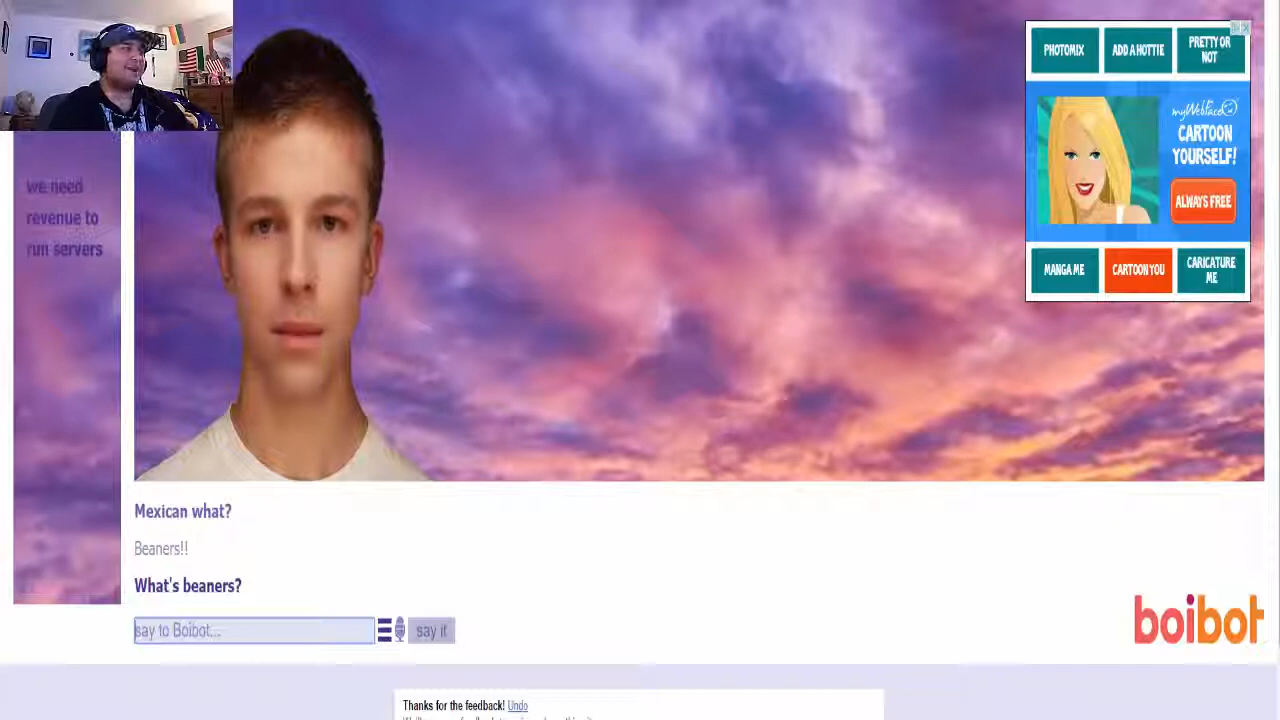 we need
revenue to
run servers
PHOTOMIX
ADD A HOTTIE
PRETTY OR
NOT
myWebFace
CARTOON
YOURSELF!
ALWAYS FREE
MANGA ME
CARTOON YOU
CARICATURE
ME
Mexican what?
Beaners!!
What's beaners?
say to Boibot...
say it
boibot
Thanks for the feedback! Undo